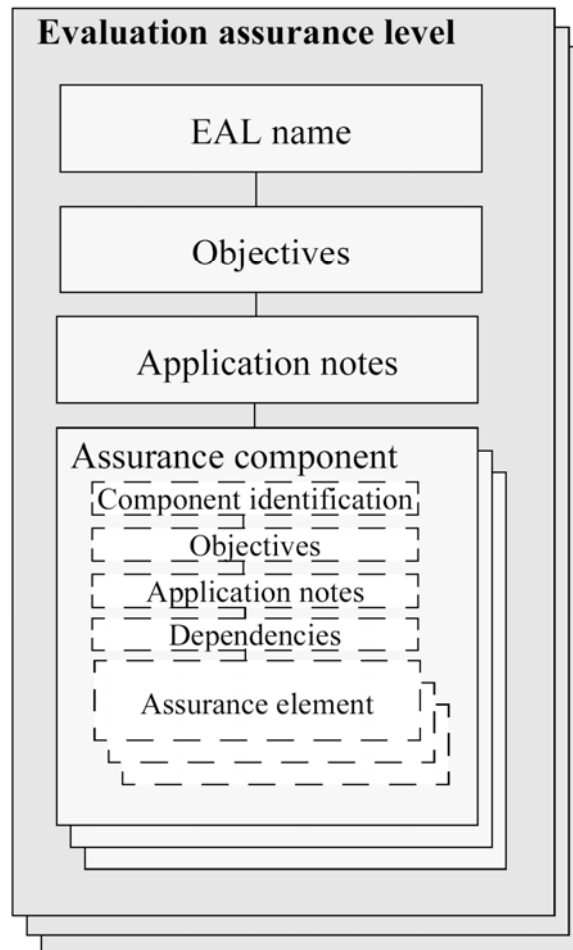 Evaluation assurance level
EAL name
Objectives
Application notes
Assurance component
Component identification
Objectives
Application notes
Dependencies
Assurance element